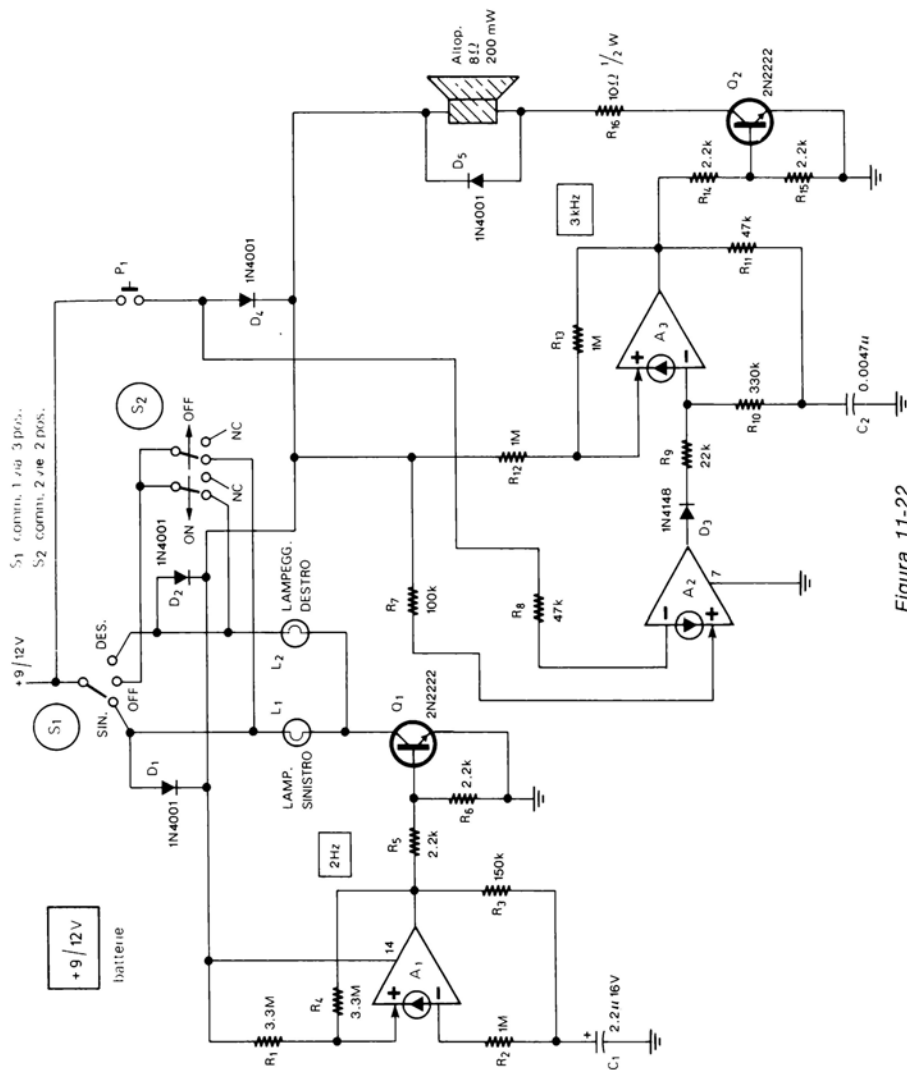 S1 comm. 1 via 3 pos.
S2 comm. 2 vie 2 pos.
+9/12V
batterie
+9/12V
S1
SIN.
OFF
DES.
S2
ON
OFF
NC
NC
P1
D1
1N4001
D2
1N4001
D4
1N4001
LAMP.
SINISTRO
L1
L2
LAMPEGG.
DESTRO
Altop.
8Ω
200 mW
D5
1N4001
R16
10Ω 1/2 W
Q2
2N2222
R14
2.2k
R15
2.2k
3kHz
R13
1M
R12
1M
A3
+
−
R11
47k
R10
330k
C2
0.0047µ
R9
22k
1N4148
D3
R7
100k
R8
47k
A2
−
+
7
Q1
2N2222
R6
2.2k
R5
2.2k
2Hz
R3
150k
14
A1
+
−
R4
3.3M
R1
3.3M
R2
1M
C1
+
2.2µ 16V
Figura 11-22